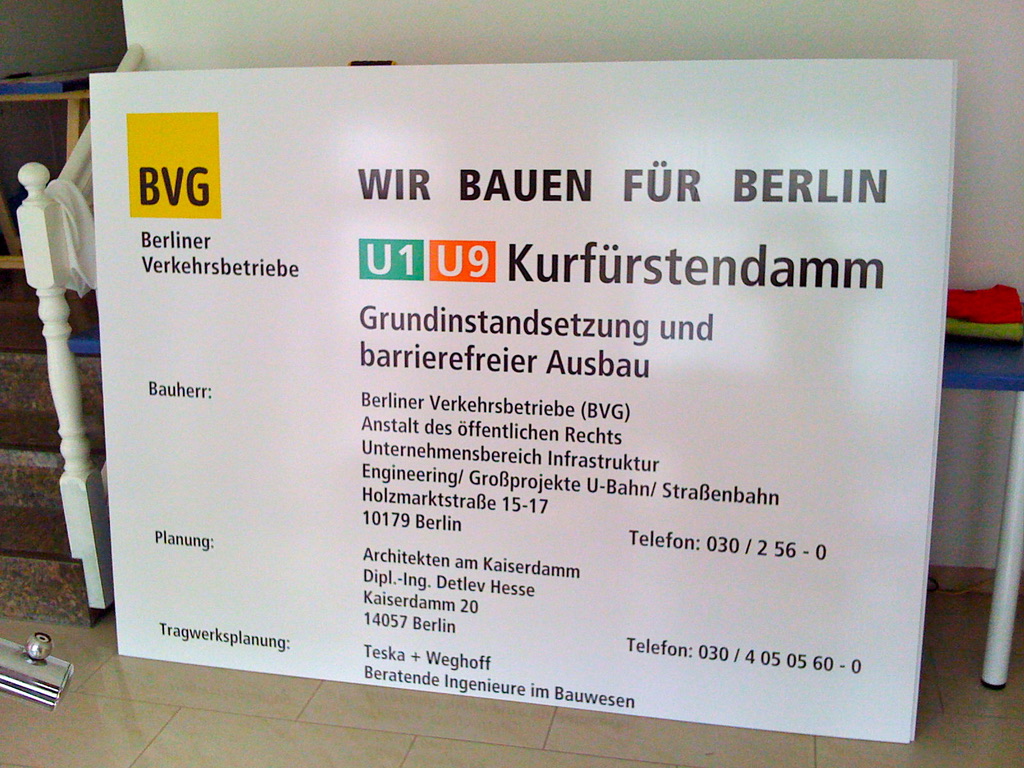 BVG
Berliner
Verkehrsbetriebe
WIR BAUEN FÜR BERLIN
U1 U9 Kurfürstendamm
Grundinstandsetzung und
barrierefreier Ausbau
Bauherr:
Berliner Verkehrsbetriebe (BVG)
Anstalt des öffentlichen Rechts
Unternehmensbereich Infrastruktur
Engineering/ Großprojekte U-Bahn/ Straßenbahn
Holzmarktstraße 15-17
10179 Berlin
Telefon: 030 / 2 56 - 0
Planung:
Architekten am Kaiserdamm
Dipl.-Ing. Detlev Hesse
Kaiserdamm 20
14057 Berlin
Telefon: 030 / 4 05 05 60 - 0
Tragwerksplanung:
Teska + Weghoff
Beratende Ingenieure im Bauwesen